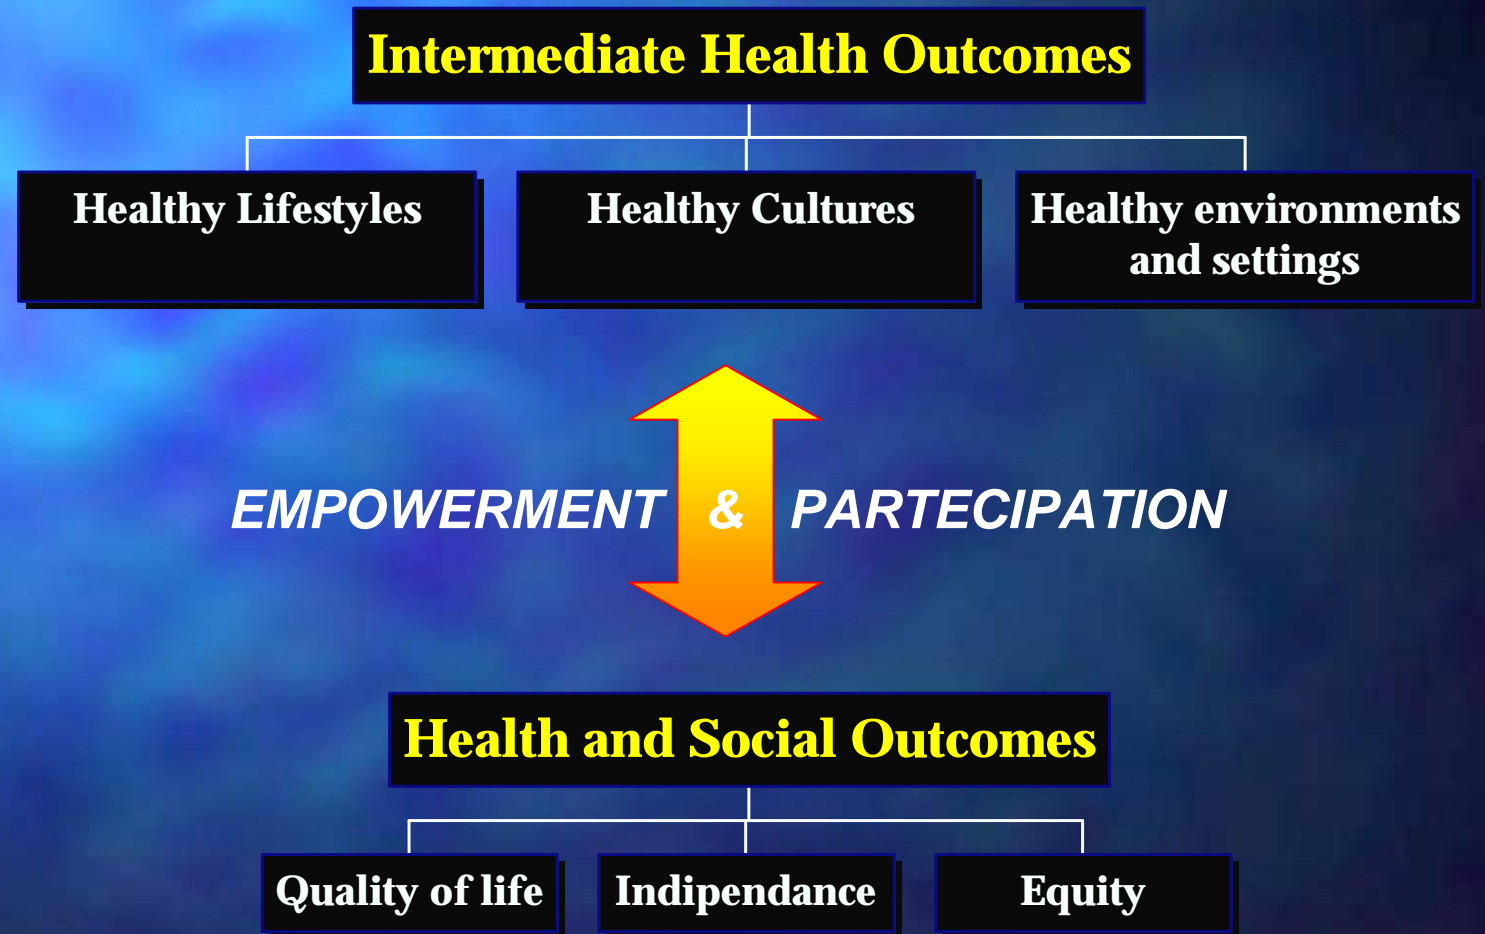 Intermediate Health Outcomes
Healthy Lifestyles
Healthy Cultures
Healthy environments
and settings
EMPOWERMENT & PARTECIPATION
Health and Social Outcomes
Quality of life
Indipendance
Equity